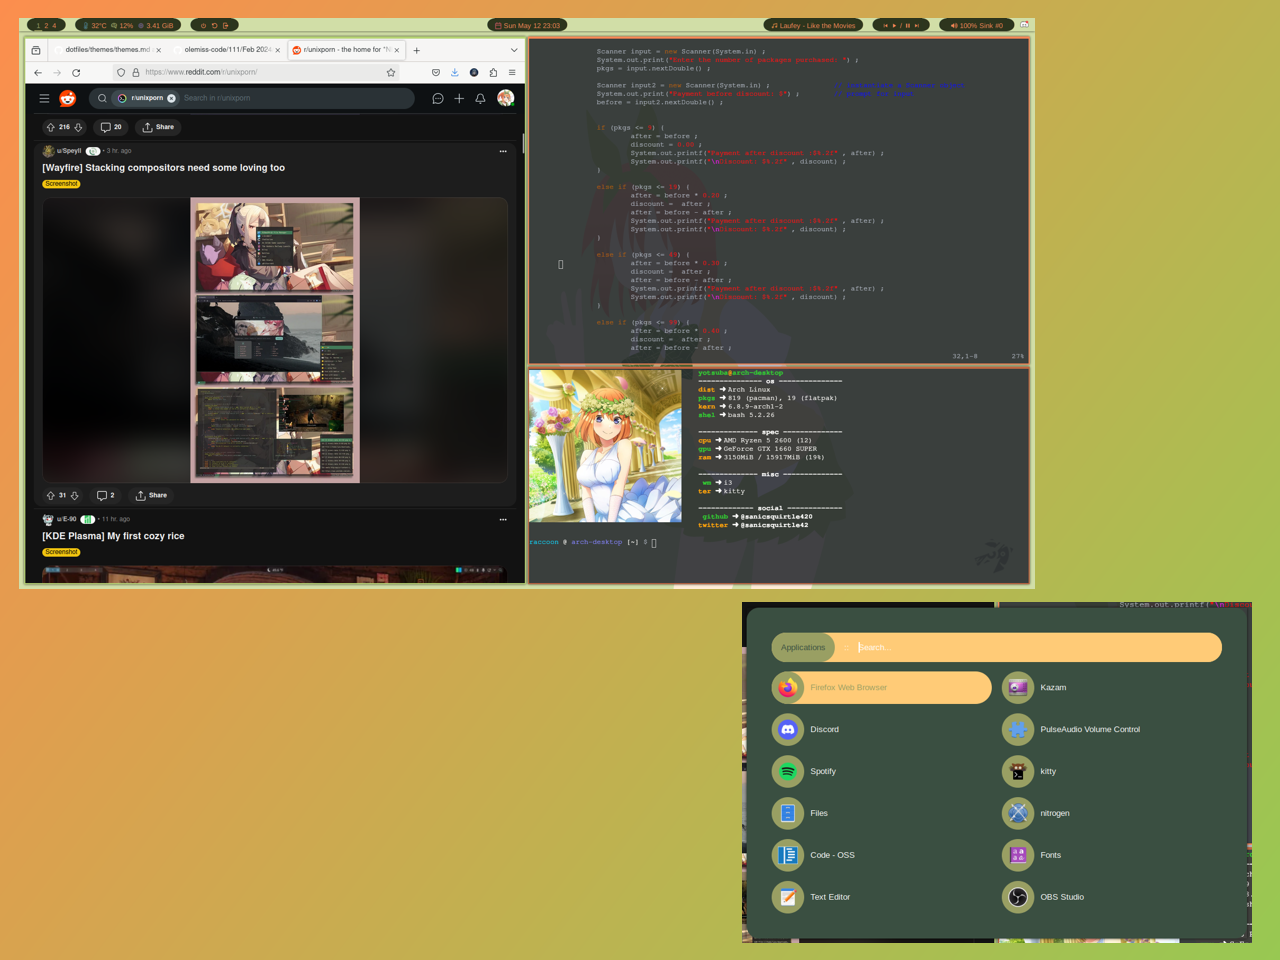 1 2 4
32°C 12% 3.41 GiB
Sun May 12 23:03
Laufey - Like the Movies
100% Sink #0
dotfiles/themes/themes.md
olemiss-code/111/Feb 2024
r/unixporn - the home for "N
https://www.reddit.com/r/unixporn/
r/unixporn
Search in r/unixporn
216
20
Share
u/Speyll • 3 hr. ago
[Wayfire] Stacking compositors need some loving too
Screenshot
31
2
Share
u/E-90 • 11 hr. ago
[KDE Plasma] My first cozy rice
Screenshot
Scanner input = new Scanner(System.in) ;
System.out.print("Enter the number of packages purchased: ") ;
pkgs = input.nextDouble() ;
Scanner input2 = new Scanner(System.in) ; // instantiate a scanner object
System.out.print("Payment before discount: $") ; // prompt for input
before = input2.nextDouble() ;
if (pkgs <= 9) {
after = before ;
discount = 0.00 ;
System.out.printf("Payment after discount :$%.2f" , after) ;
System.out.printf("\nDiscount: $%.2f" , discount) ;
}
else if (pkgs <= 19) {
after = before *
discount = after ;
after = before - after ;
System.out.printf("Payment after discount :$%.2f" , after) ;
System.out.printf("\nDiscount: $%.2f" , discount) ;
}
else if (pkgs <= 49) {
after = before *
discount = after ;
after = before - after ;
System.out.printf("Payment after discount :$%.2f" , after) ;
System.out.printf("\nDiscount: $%.2f" , discount) ;
}
else if (pkgs <= 99) {
after = before *
discount = after ;
after = before - after ;
32,1-8 27%
yotsuba@arch-desktop
--------------- os ---------------
dist ➜ Arch Linux
pkgs ➜ 819 (pacman), 19 (flatpak)
kern ➜ 6.8.9-arch1-2
shel ➜ bash 5.2.26
-------------- spec --------------
cpu ➜ AMD Ryzen 5 2600 (12)
gpu ➜ GeForce GTX 1660 SUPER
ram ➜ 3150MiB / 15917MiB (19%)
-------------- misc --------------
wm ➜ i3
ter ➜ kitty
------------- social -------------
github ➜ @sanicsquirtle420
twitter ➜ @sanicsquirtle42
raccoon @ arch-desktop [~] $
System.out.printf("\nDisc
Applications :: Search...
Firefox Web Browser
Kazam
Discord
PulseAudio Volume Control
Spotify
kitty
Files
nitrogen
Code - OSS
Fonts
Text Editor
OBS Studio